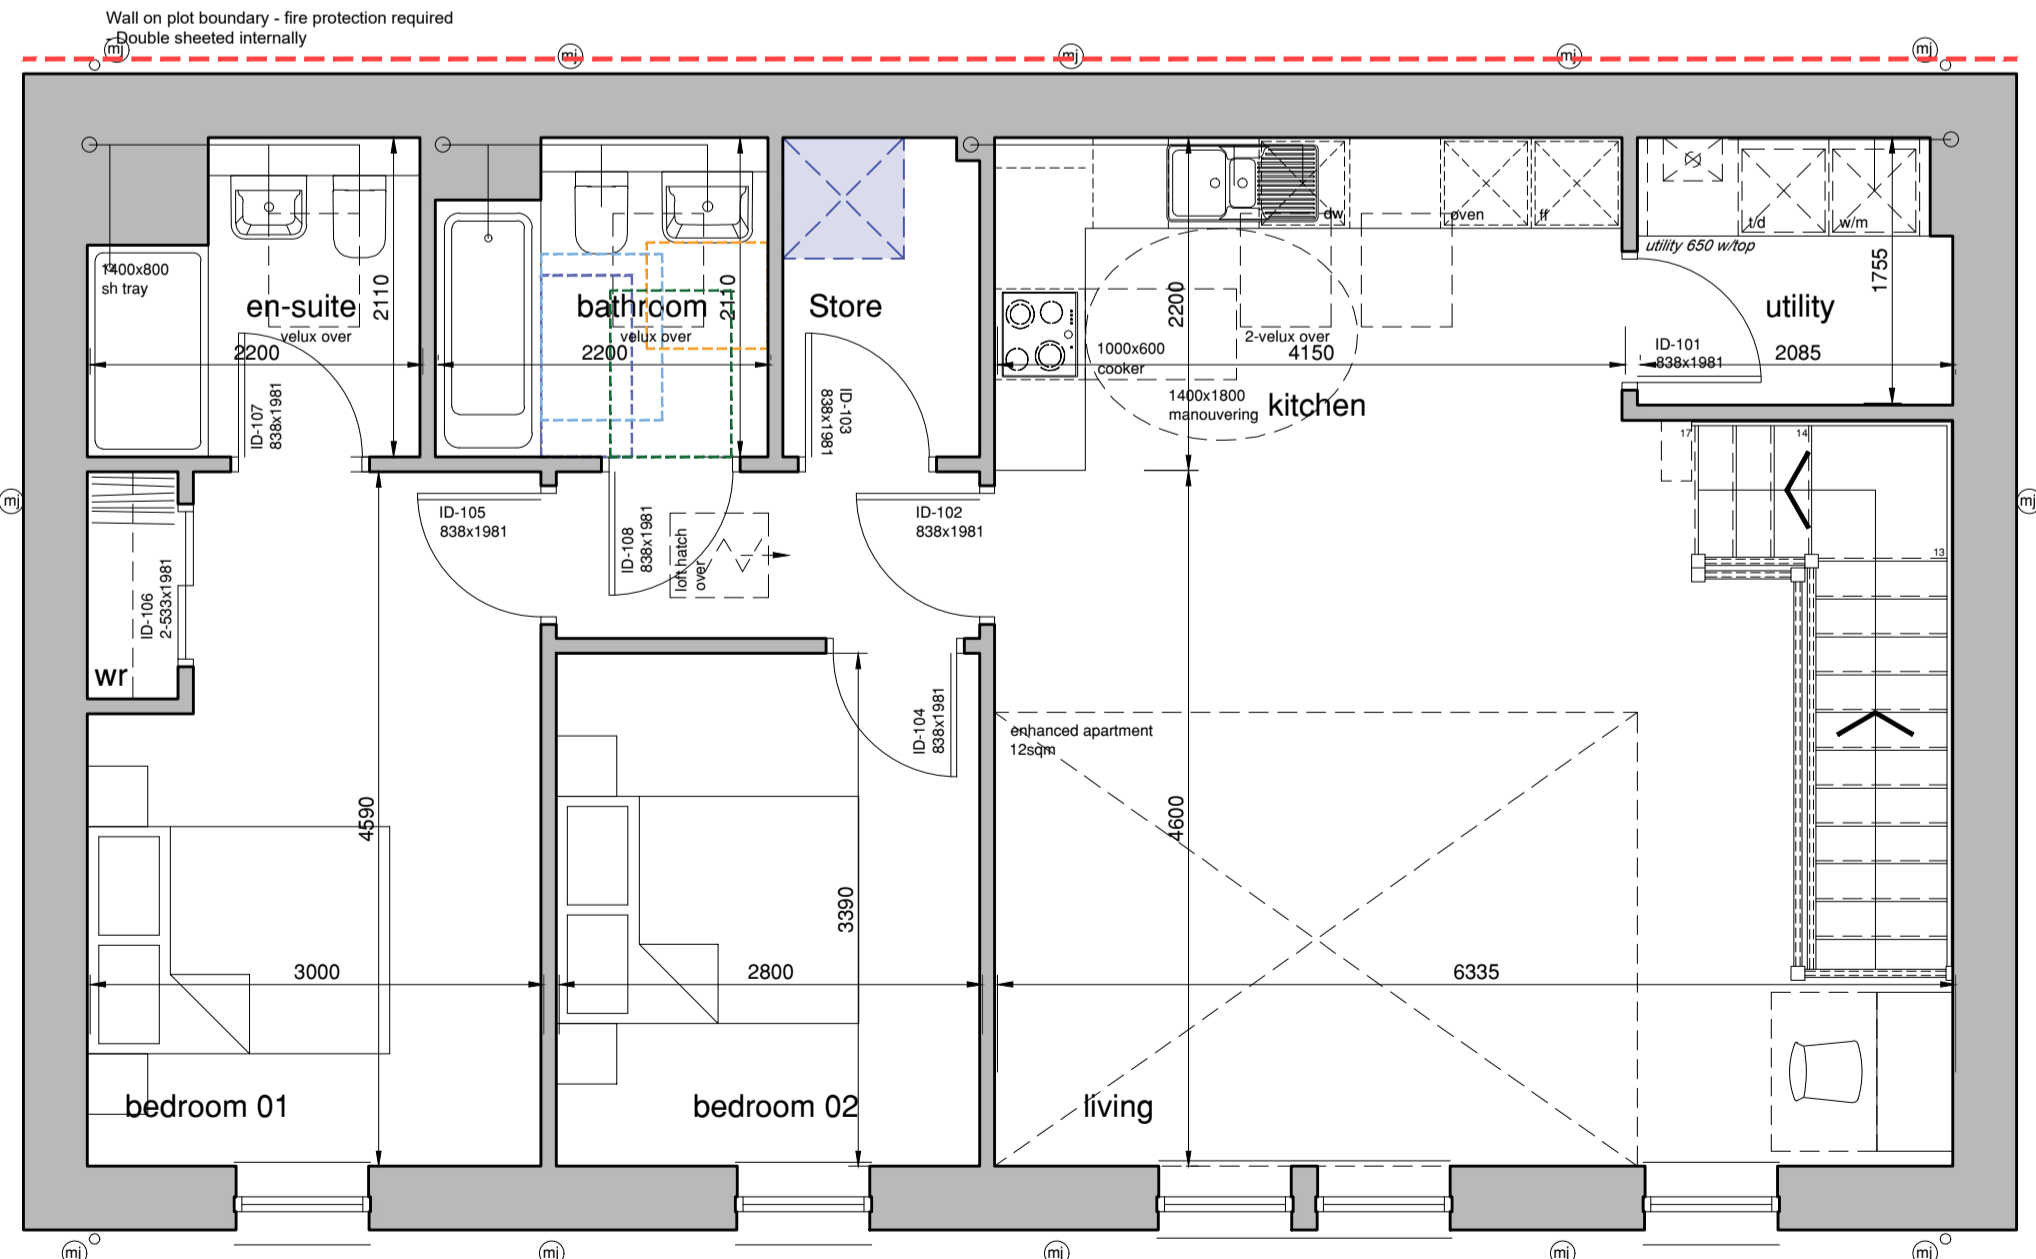 Wall on plot boundary - fire protection required
- Double sheeted internally
mj
mj
mj
mj
mj
1400x800
sh tray
en-suite
velux over
2200
2110
ID-107
838x1981
bathroom
velux over
2200
2110
Store
ID-103
838x1981
dw
oven
ff
2200
2-velux over
4150
1000x600
cooker
1400x1800
manouvering
kitchen
t/d
w/m
utility 650 w/top
1755
utility
ID-101
838x1981
2085
mj
mj
17
14
13
ID-105
838x1981
ID-108
838x1981
loft hatch
over
ID-102
838x1981
ID-106
2-533x1981
wr
ID-104
838x1981
enhanced apartment
12sqm
4590
3390
4600
3000
2800
6335
bedroom 01
bedroom 02
living
mj
mj
mj
mj
mj